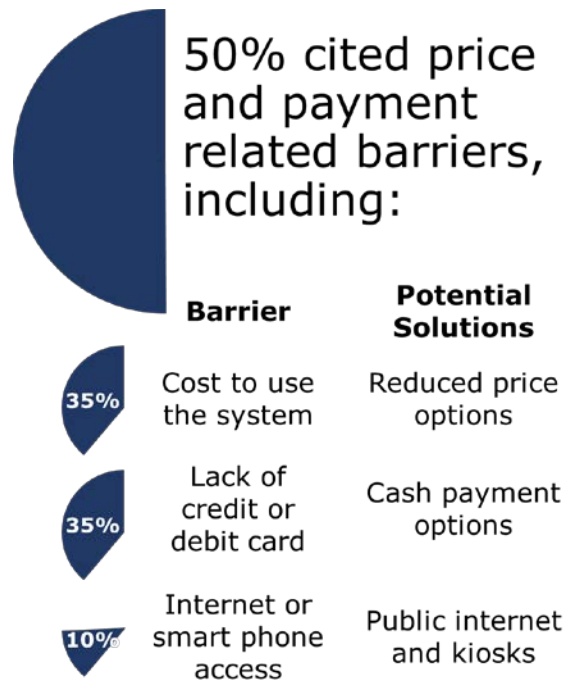 50% cited price
and payment
related barriers,
including:
Barrier
Potential
Solutions
35%
Cost to use
the system
Reduced price
options
35%
Lack of
credit or
debit card
Cash payment
options
10%
Internet or
smart phone
access
Public internet
and kiosks